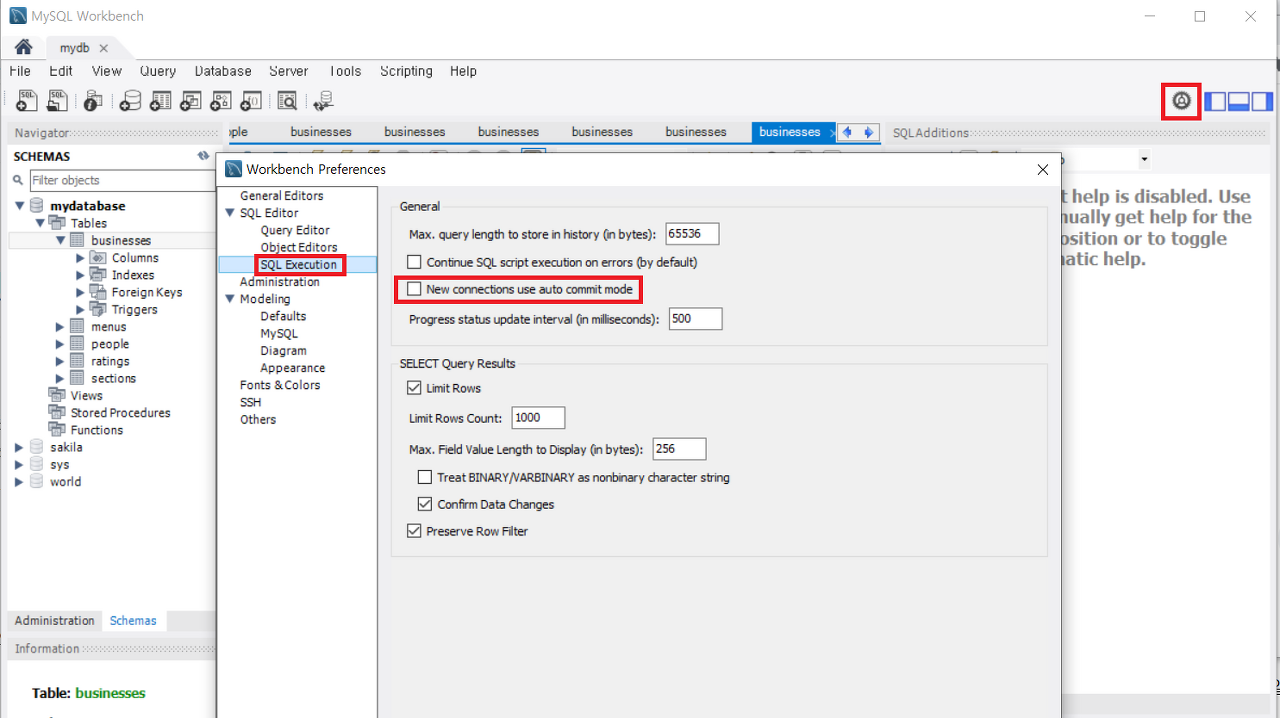 MySQL Workbench
mydb
File Edit View Query Database Server Tools Scripting Help
Navigator
businesses businesses businesses businesses businesses businesses
SQLAdditions
SCHEMAS
Filter objects
mydatabase
Tables
businesses
Columns
Indexes
Foreign Keys
Triggers
menus
people
ratings
sections
Views
Stored Procedures
Functions
sakila
sys
world
Administration Schemas
Information
Table: businesses
Workbench Preferences
General Editors
SQL Editor
Query Editor
Object Editors
SQL Execution
Administration
Modeling
Defaults
MySQL
Diagram
Appearance
Fonts & Colors
SSH
Others
General
Max. query length to store in history (in bytes): 65536
Continue SQL script execution on errors (by default)
New connections use auto commit mode
Progress status update interval (in milliseconds): 500
SELECT Query Results
Limit Rows
Limit Rows Count: 1000
Max. Field Value Length to Display (in bytes): 256
Treat BINARY/VARBINARY as nonbinary character string
Confirm Data Changes
Preserve Row Filter
help is disabled. Use
get help for the
or to toggle
help.